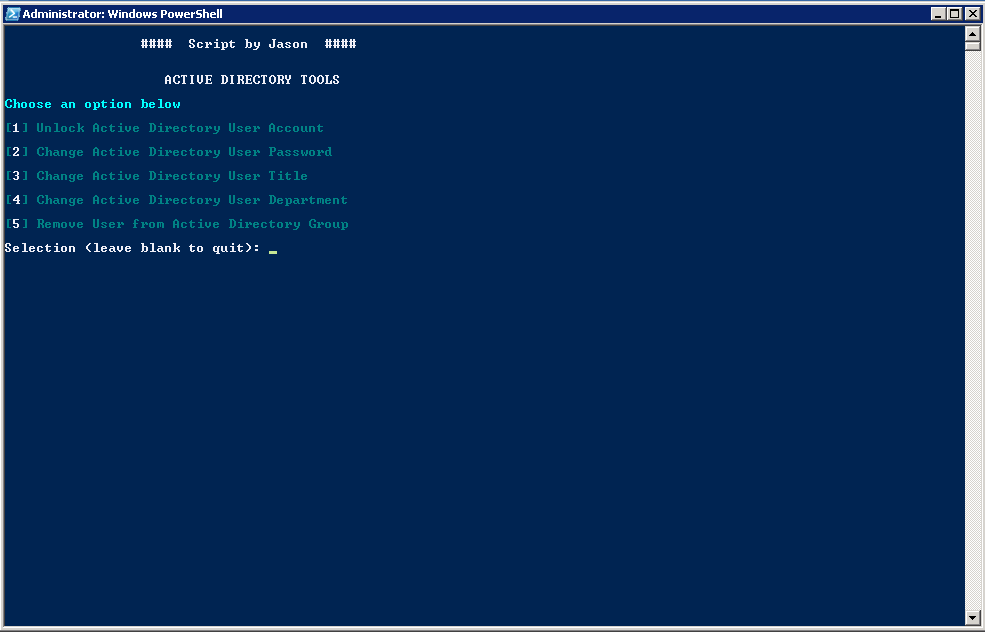 Administrator: Windows PowerShell
#### Script by Jason ####
ACTIVE DIRECTORY TOOLS
Choose an option below
[1] Unlock Active Directory User Account
[2] Change Active Directory User Password
[3] Change Active Directory User Title
[4] Change Active Directory User Department
[5] Remove User from Active Directory Group
Selection (leave blank to quit): _